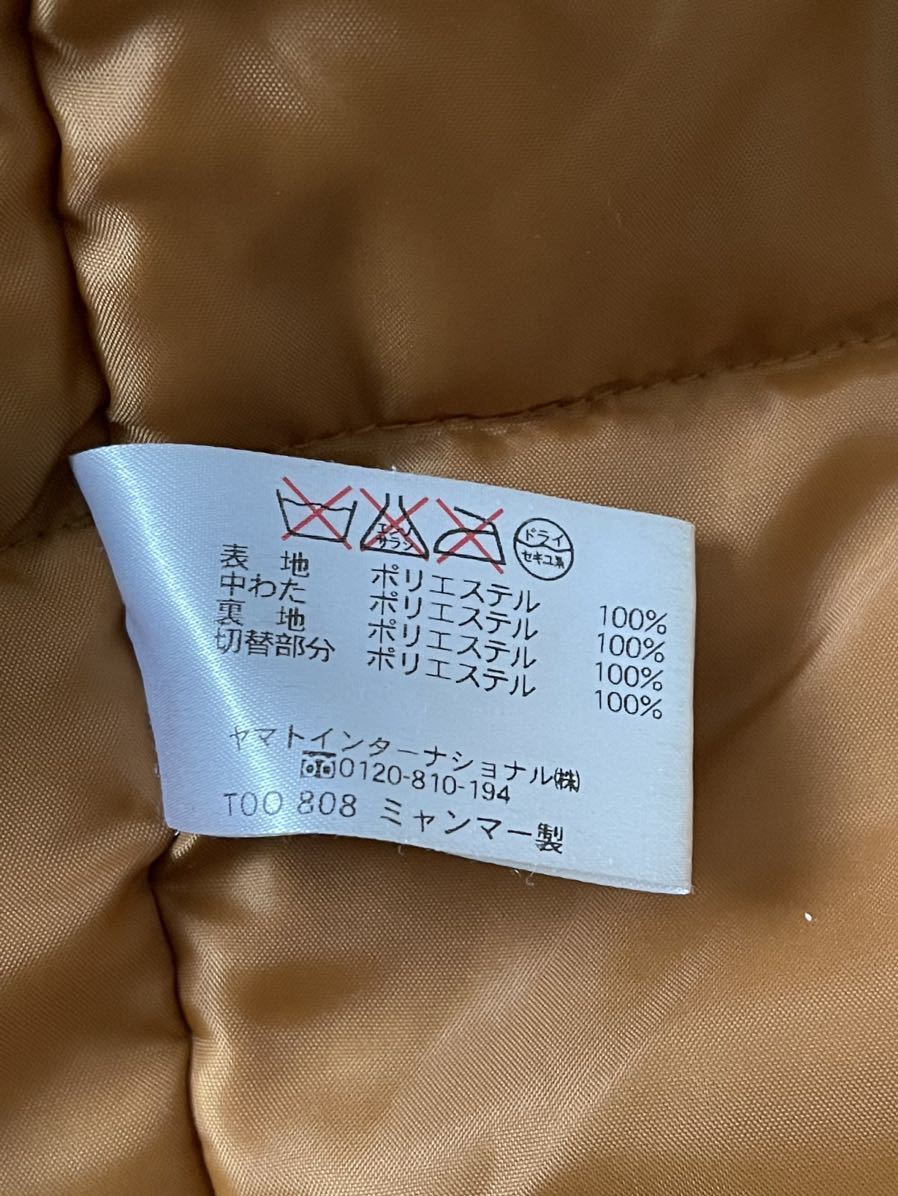 エンソ
サラシ
ドライ
セキユ系
表 地 ポリエステル 100%
中わた ポリエステル 100%
裏 地 ポリエステル 100%
切替部分 ポリエステル 100%
ヤマトインターナショナル㈱
0120-810-194
T00 808 ミャンマー製